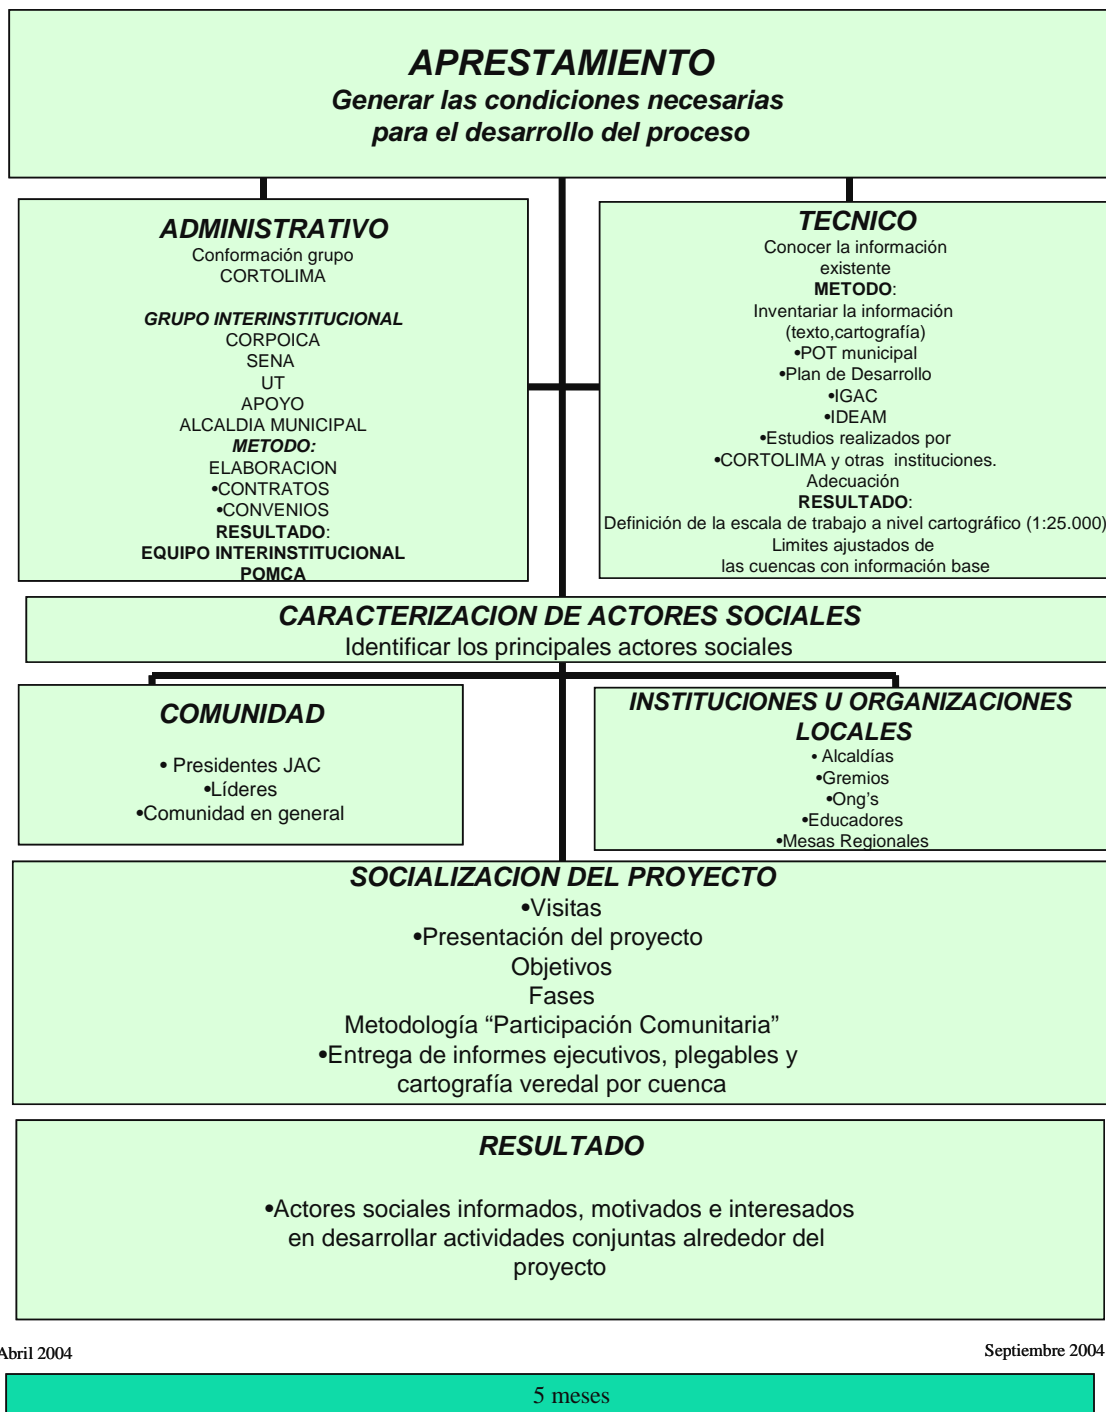 APRESTAMIENTO
Generar las condiciones necesarias
para el desarrollo del proceso
ADMINISTRATIVO
Conformación grupo
CORTOLIMA
GRUPO INTERINSTITUCIONAL
CORPOICA
SENA
UT
APOYO
ALCALDIA MUNICIPAL
METODO:
ELABORACION
•CONTRATOS
•CONVENIOS
RESULTADO:
EQUIPO INTERINSTITUCIONAL
POMCA
TECNICO
Conocer la información
existente
METODO:
Inventariar la información
(texto,cartografía)
•POT municipal
•Plan de Desarrollo
•IGAC
•IDEAM
•Estudios realizados por
•CORTOLIMA y otras instituciones.
Adecuación
RESULTADO:
Definición de la escala de trabajo a nivel cartográfico (1:25.000)
Limites ajustados de
las cuencas con información base
CARACTERIZACION DE ACTORES SOCIALES
Identificar los principales actores sociales
COMUNIDAD
• Presidentes JAC
•Líderes
•Comunidad en general
INSTITUCIONES U ORGANIZACIONES
LOCALES
• Alcaldías
•Gremios
•Ong's
•Educadores
•Mesas Regionales
SOCIALIZACION DEL PROYECTO
•Visitas
•Presentación del proyecto
Objetivos
Fases
Metodología “Participación Comunitaria”
•Entrega de informes ejecutivos, plegables y
cartografía veredal por cuenca
RESULTADO
•Actores sociales informados, motivados e interesados
en desarrollar actividades conjuntas alrededor del
proyecto
Abril 2004
Septiembre 2004
5 meses